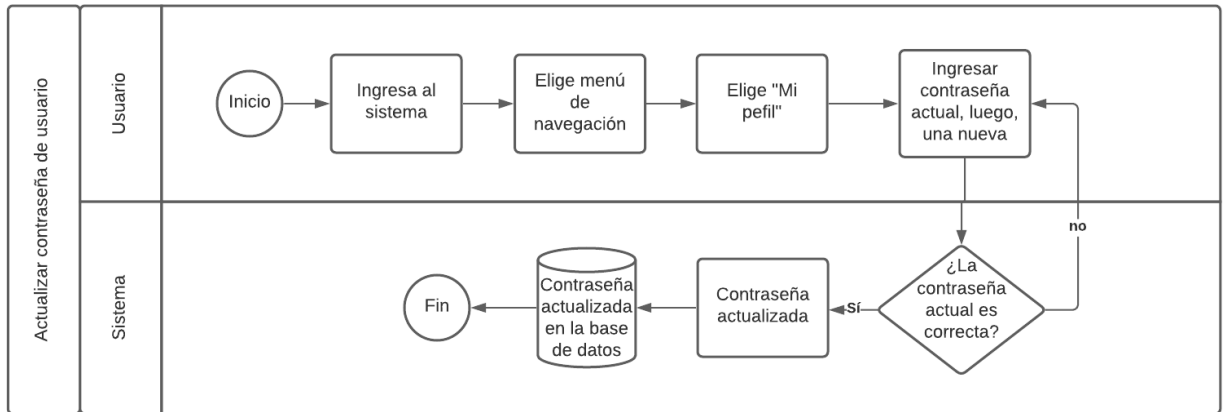 Actualizar contraseña de usuario
Usuario
Inicio
Ingresa al
sistema
Elige menú
de
navegación
Elige "Mi
pefil"
Ingresar
contraseña
actual, luego,
una nueva
no
Sistema
Fin
Contraseña
actualizada
en la base
de datos
Contraseña
actualizada
Sí
¿La
contraseña
actual es
correcta?